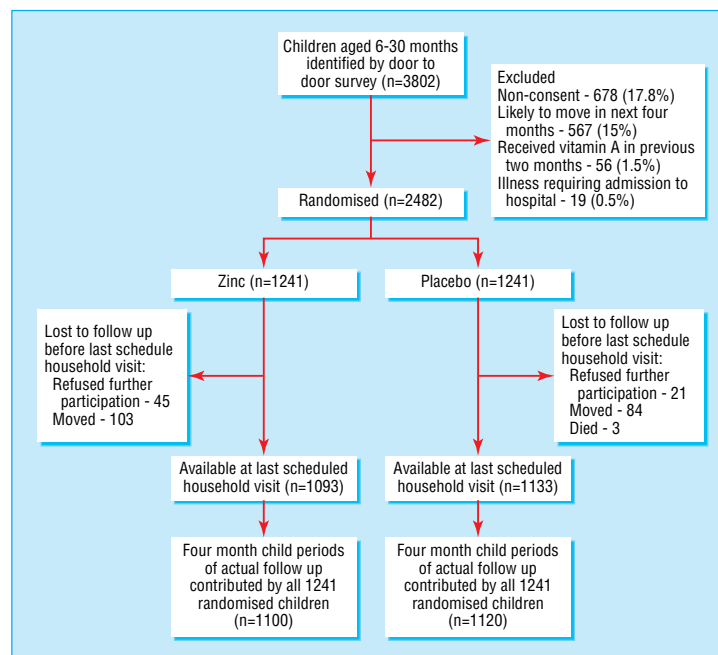 Children aged 6-30 months
identified by door to
door survey (n=3802)
Excluded
Non-consent - 678 (17.8%)
Likely to move in next four
months - 567 (15%)
Received vitamin A in previous
two months - 56 (1.5%)
Illness requiring admission to
hospital - 19 (0.5%)
Randomised (n=2482)
Zinc (n=1241)
Placebo (n=1241)
Lost to follow up
before last schedule
household visit:
Refused further
participation - 45
Moved - 103
Lost to follow up
before last schedule
household visit:
Refused further
participation - 21
Moved - 84
Died - 3
Available at last scheduled
household visit (n=1093)
Available at last scheduled
household visit (n=1133)
Four month child periods
of actual follow up
contributed by all 1241
randomised children
(n=1100)
Four month child periods
of actual follow up
contributed by all 1241
randomised children
(n=1120)